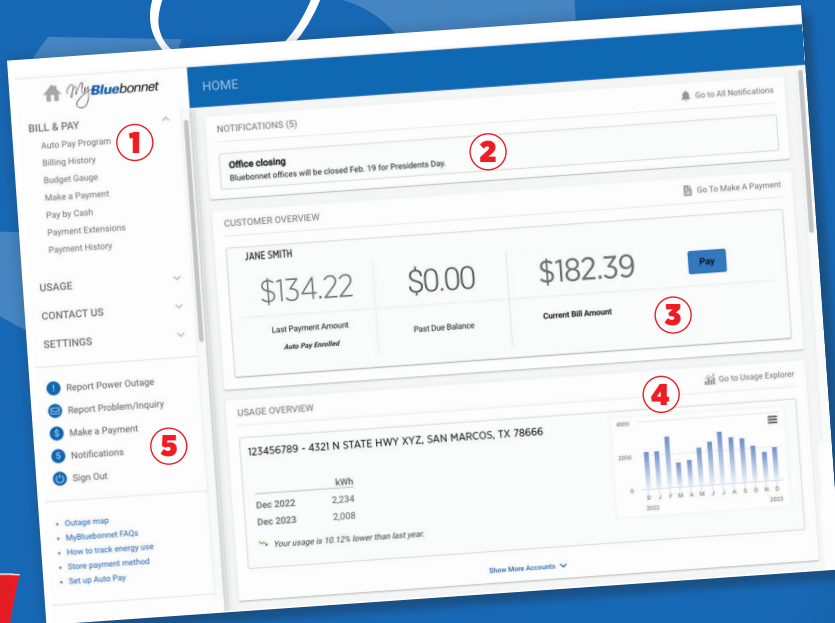 MyBluebonnet
BILL & PAY
Auto Pay Program
Billing History
Budget Gauge
Make a Payment
Pay by Cash
Payment Extensions
Payment History
USAGE
CONTACT US
SETTINGS
! Report Power Outage
Report Problem/Inquiry
$ Make a Payment
5 Notifications
Sign Out
• Outage map
• MyBluebonnet FAQs
• How to track energy use
• Store payment method
• Set up Auto Pay
1
5
HOME
NOTIFICATIONS (5)
Go to All Notifications
Office closing
Bluebonnet offices will be closed Feb. 19 for Presidents Day.
2
CUSTOMER OVERVIEW
Go To Make A Payment
JANE SMITH
$134.22 $0.00 $182.39 Pay
Last Payment Amount Past Due Balance Current Bill Amount
Auto Pay Enrolled
3
USAGE OVERVIEW
4
Go to Usage Explorer
123456789 - 4321 N STATE HWY XYZ, SAN MARCOS, TX 78666
kWh
Dec 2022 2,234
Dec 2023 2,008
Your usage is 10.12% lower than last year.
4000
2000
0
D J F M A M J J A S O N D
2022 2023
Show More Accounts